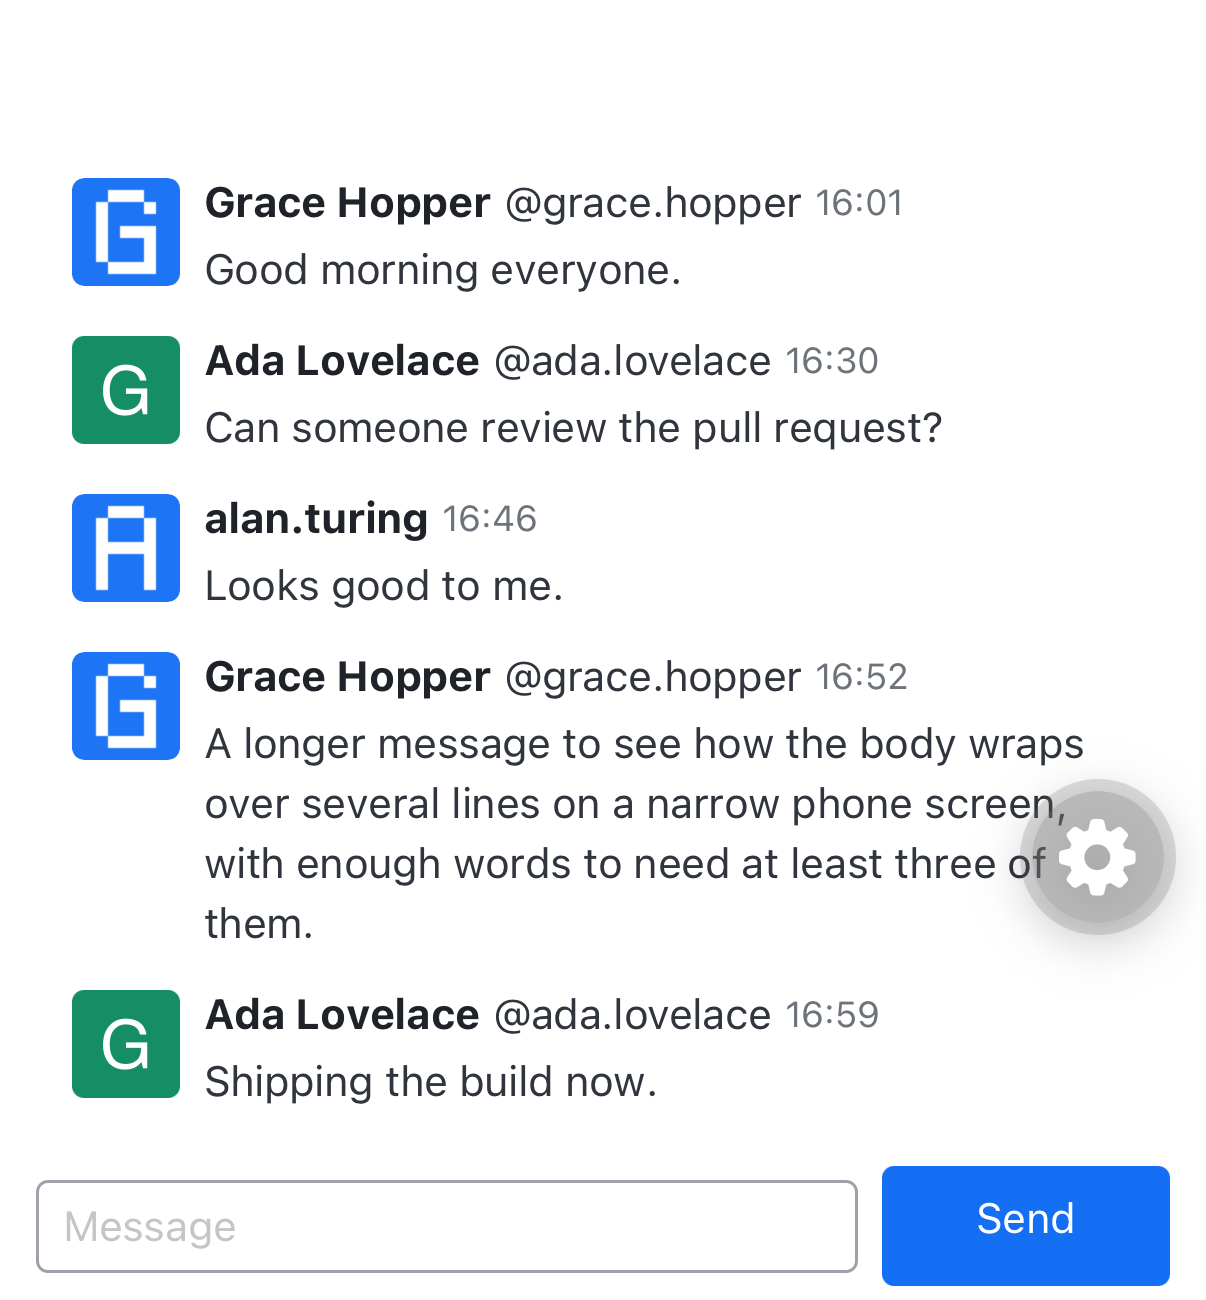 G
Grace Hopper @grace.hopper 16:01
Good morning everyone.
G
Ada Lovelace @ada.lovelace 16:30
Can someone review the pull request?
A
alan.turing 16:46
Looks good to me.
G
Grace Hopper @grace.hopper 16:52
A longer message to see how the body wraps
over several lines on a narrow phone screen,
with enough words to need at least three of
them.
G
Ada Lovelace @ada.lovelace 16:59
Shipping the build now.
Message
Send